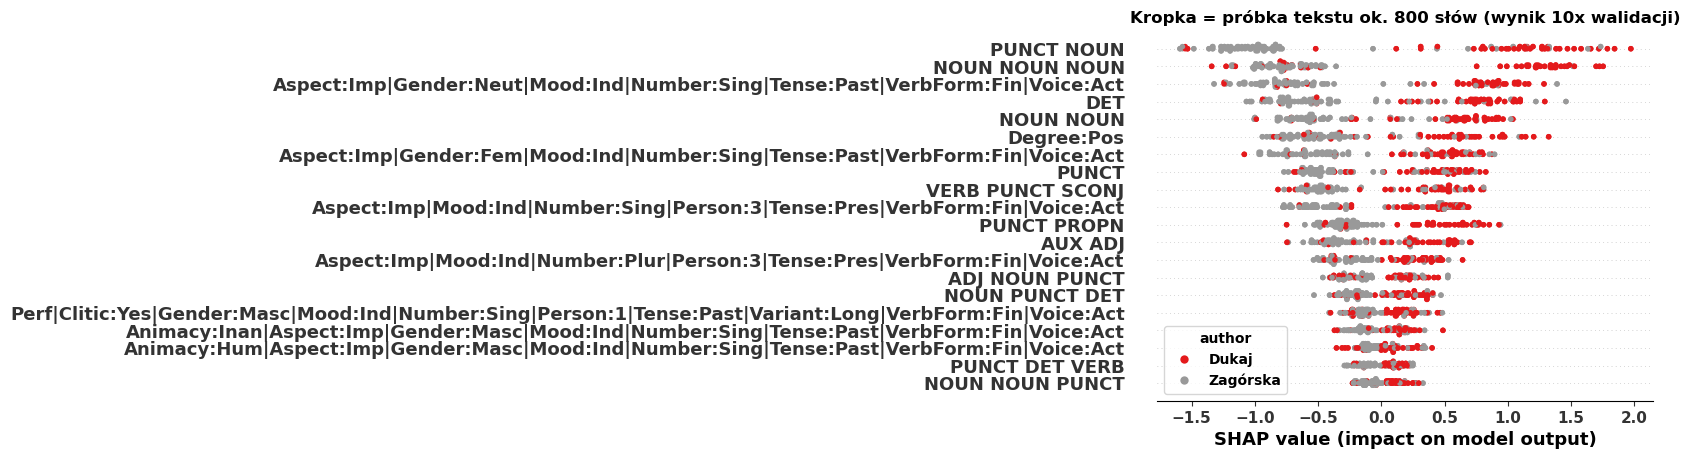 Kropka = próbka tekstu ok. 800 słów (wynik 10x walidacji)
PUNCT NOUN
NOUN NOUN NOUN
Aspect:Imp|Gender:Neut|Mood:Ind|Number:Sing|Tense:Past|VerbForm:Fin|Voice:Act
DET
NOUN NOUN
Degree:Pos
Aspect:Imp|Gender:Fem|Mood:Ind|Number:Sing|Tense:Past|VerbForm:Fin|Voice:Act
PUNCT
VERB PUNCT SCONJ
Aspect:Imp|Mood:Ind|Number:Sing|Person:3|Tense:Pres|VerbForm:Fin|Voice:Act
PUNCT PROPN
AUX ADJ
Aspect:Imp|Mood:Ind|Number:Plur|Person:3|Tense:Pres|VerbForm:Fin|Voice:Act
ADJ NOUN PUNCT
NOUN PUNCT DET
Perf|Clitic:Yes|Gender:Masc|Mood:Ind|Number:Sing|Person:1|Tense:Past|Variant:Long|VerbForm:Fin|Voice:Act
Animacy:Inan|Aspect:Imp|Gender:Masc|Mood:Ind|Number:Sing|Tense:Past|VerbForm:Fin|Voice:Act
Animacy:Hum|Aspect:Imp|Gender:Masc|Mood:Ind|Number:Sing|Tense:Past|VerbForm:Fin|Voice:Act
PUNCT DET VERB
NOUN NOUN PUNCT
author
Dukaj
Zagórska
−1.5 −1.0 −0.5 0.0 0.5 1.0 1.5 2.0
SHAP value (impact on model output)